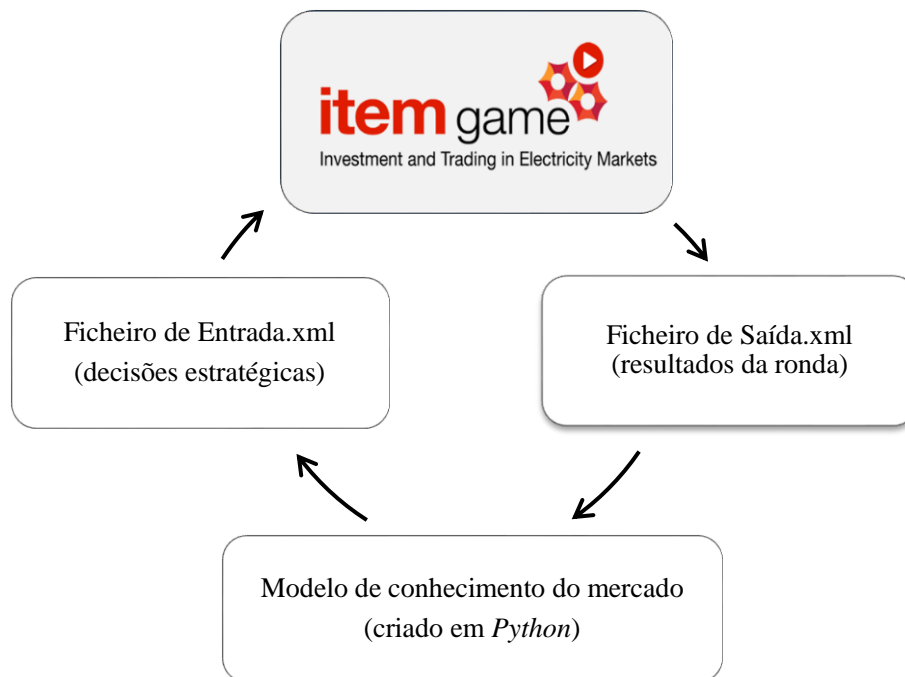 item game
Investment and Trading in Electricity Markets
Ficheiro de Entrada.xml
(decisões estratégicas)
Ficheiro de Saída.xml
(resultados da ronda)
Modelo de conhecimento do mercado
(criado em Python)